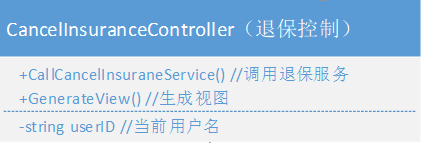 CancelInsuranceController（退保控制）
+CallCancelInsuraneService() //调用退保服务
+GenerateView() //生成视图
-string userID //当前用户名